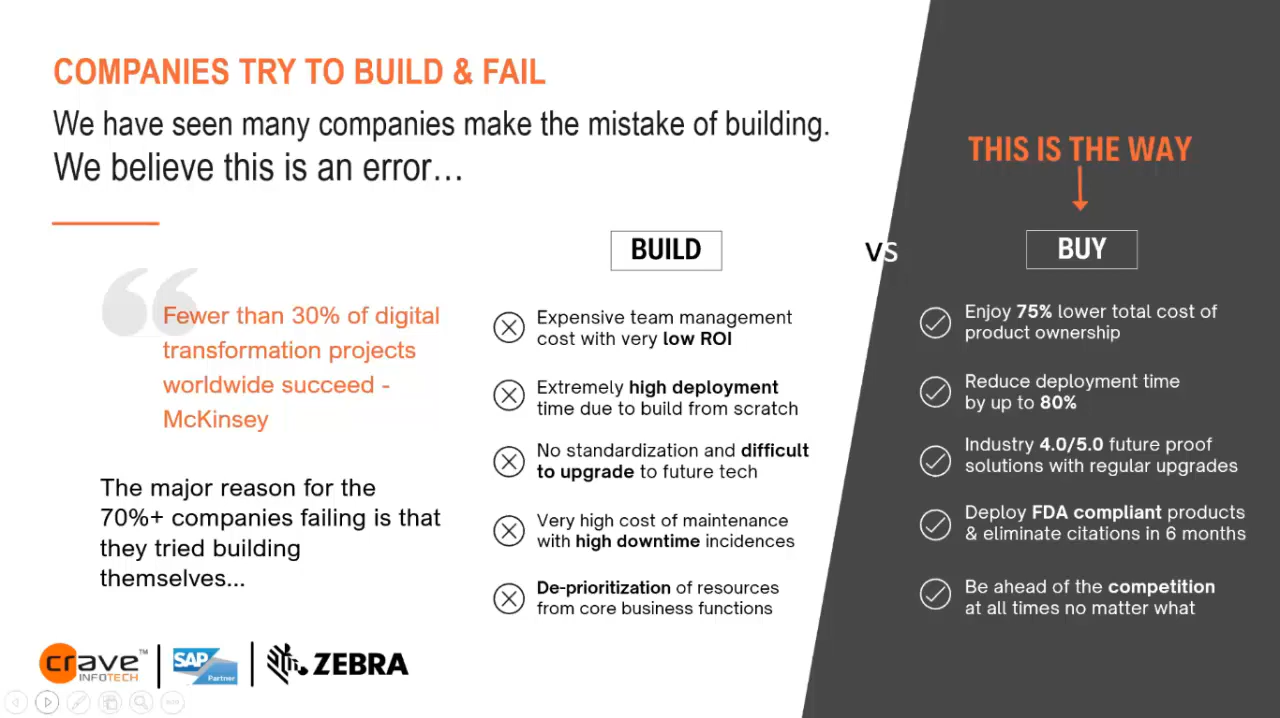 COMPANIES TRY TO BUILD & FAIL
We have seen many companies make the mistake of building.
We believe this is an error…
Fewer than 30% of digital
transformation projects
worldwide succeed -
McKinsey
The major reason for the
70%+ companies failing is that
they tried building
themselves...
BUILD
Expensive team management
cost with very low ROI
Extremely high deployment
time due to build from scratch
No standardization and difficult
to upgrade to future tech
Very high cost of maintenance
with high downtime incidences
De-prioritization of resources
from core business functions
VS
THIS IS THE WAY
BUY
Enjoy 75% lower total cost of
product ownership
Reduce deployment time
by up to 80%
Industry 4.0/5.0 future proof
solutions with regular upgrades
Deploy FDA compliant products
& eliminate citations in 6 months
Be ahead of the competition
at all times no matter what
crave™
INFOTECH
SAP
Partner
ZEBRA